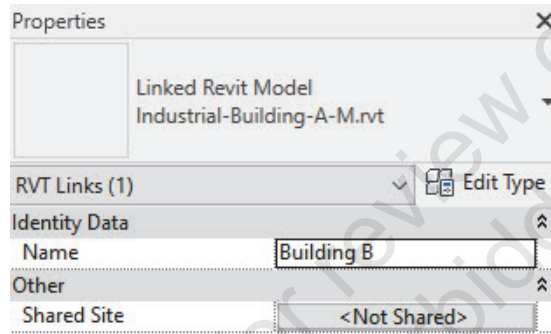 Properties
Linked Revit Model
Industrial-Building-A-M.rvt
RVT Links (1) Edit Type
Identity Data
Name Building B
Other
Shared Site <Not Shared>